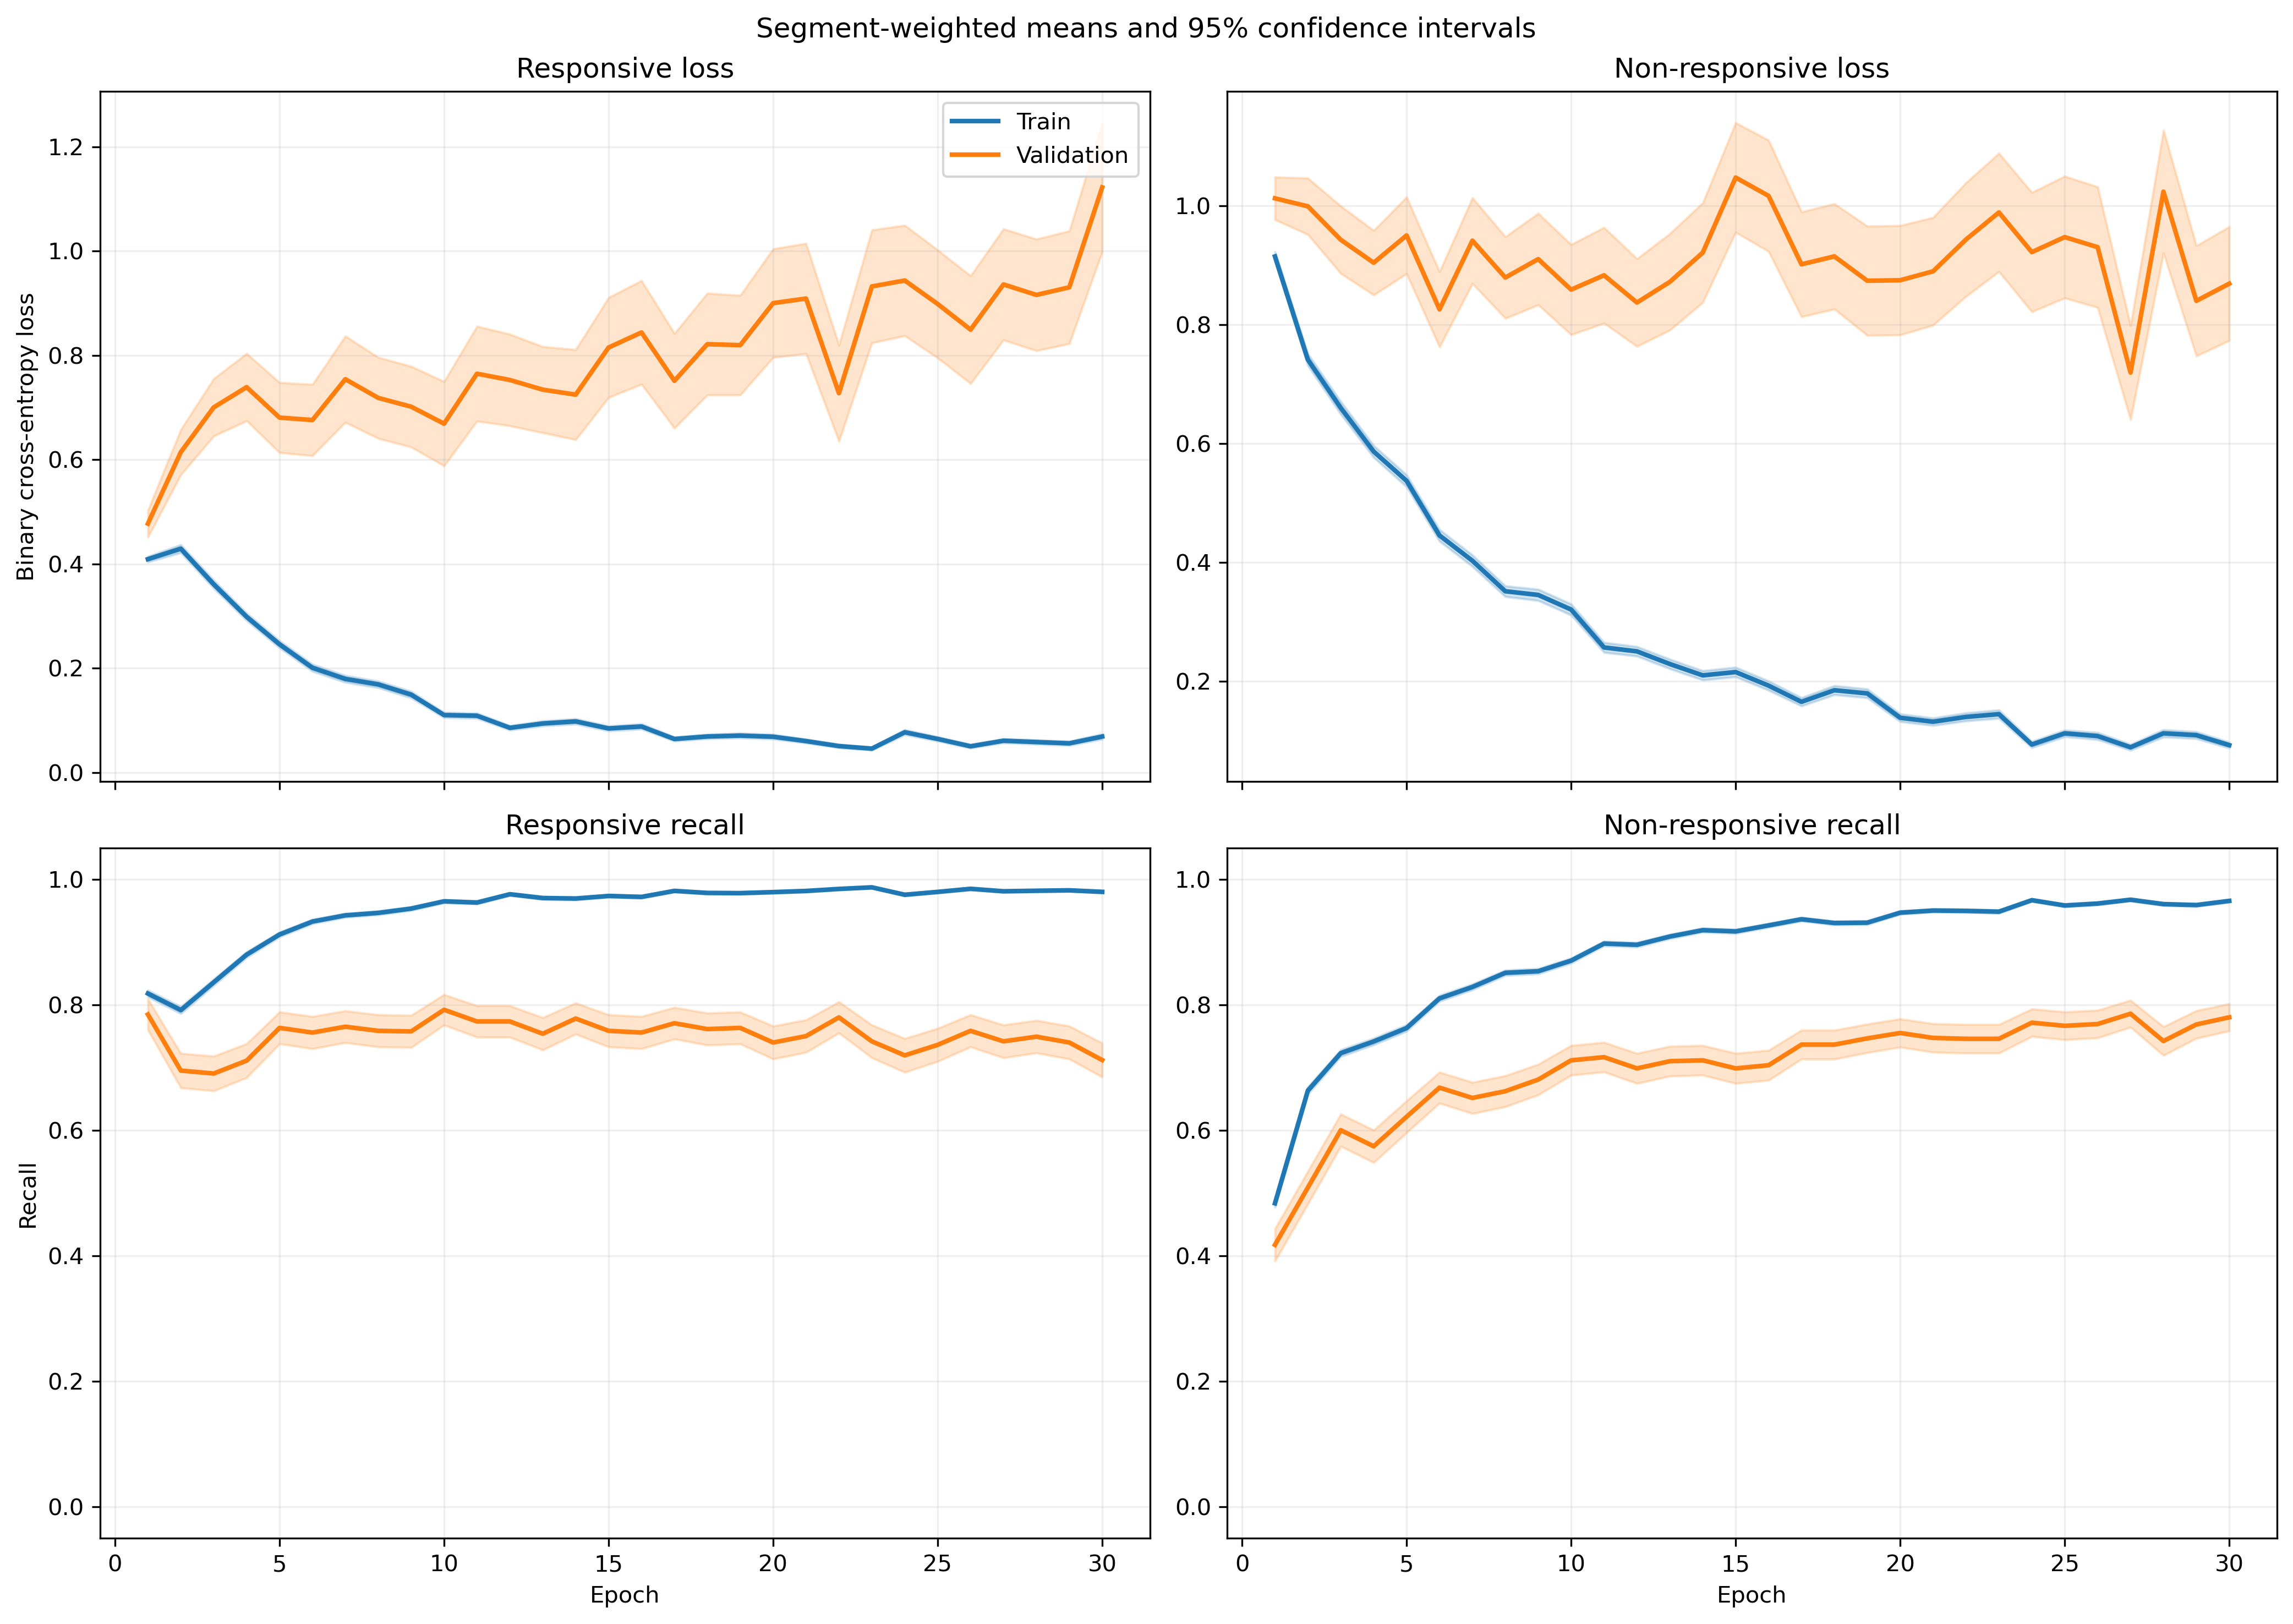 Segment-weighted means and 95% confidence intervals
Responsive loss
Non-responsive loss
Train
Validation
Binary cross-entropy loss
1.2
1.0
0.8
0.6
0.4
0.2
0.0
1.0
0.8
0.6
0.4
0.2
Responsive recall
Non-responsive recall
Recall
1.0
0.8
0.6
0.4
0.2
0.0
0 5 10 15 20 25 30
Epoch
1.0
0.8
0.6
0.4
0.2
0.0
0 5 10 15 20 25 30
Epoch